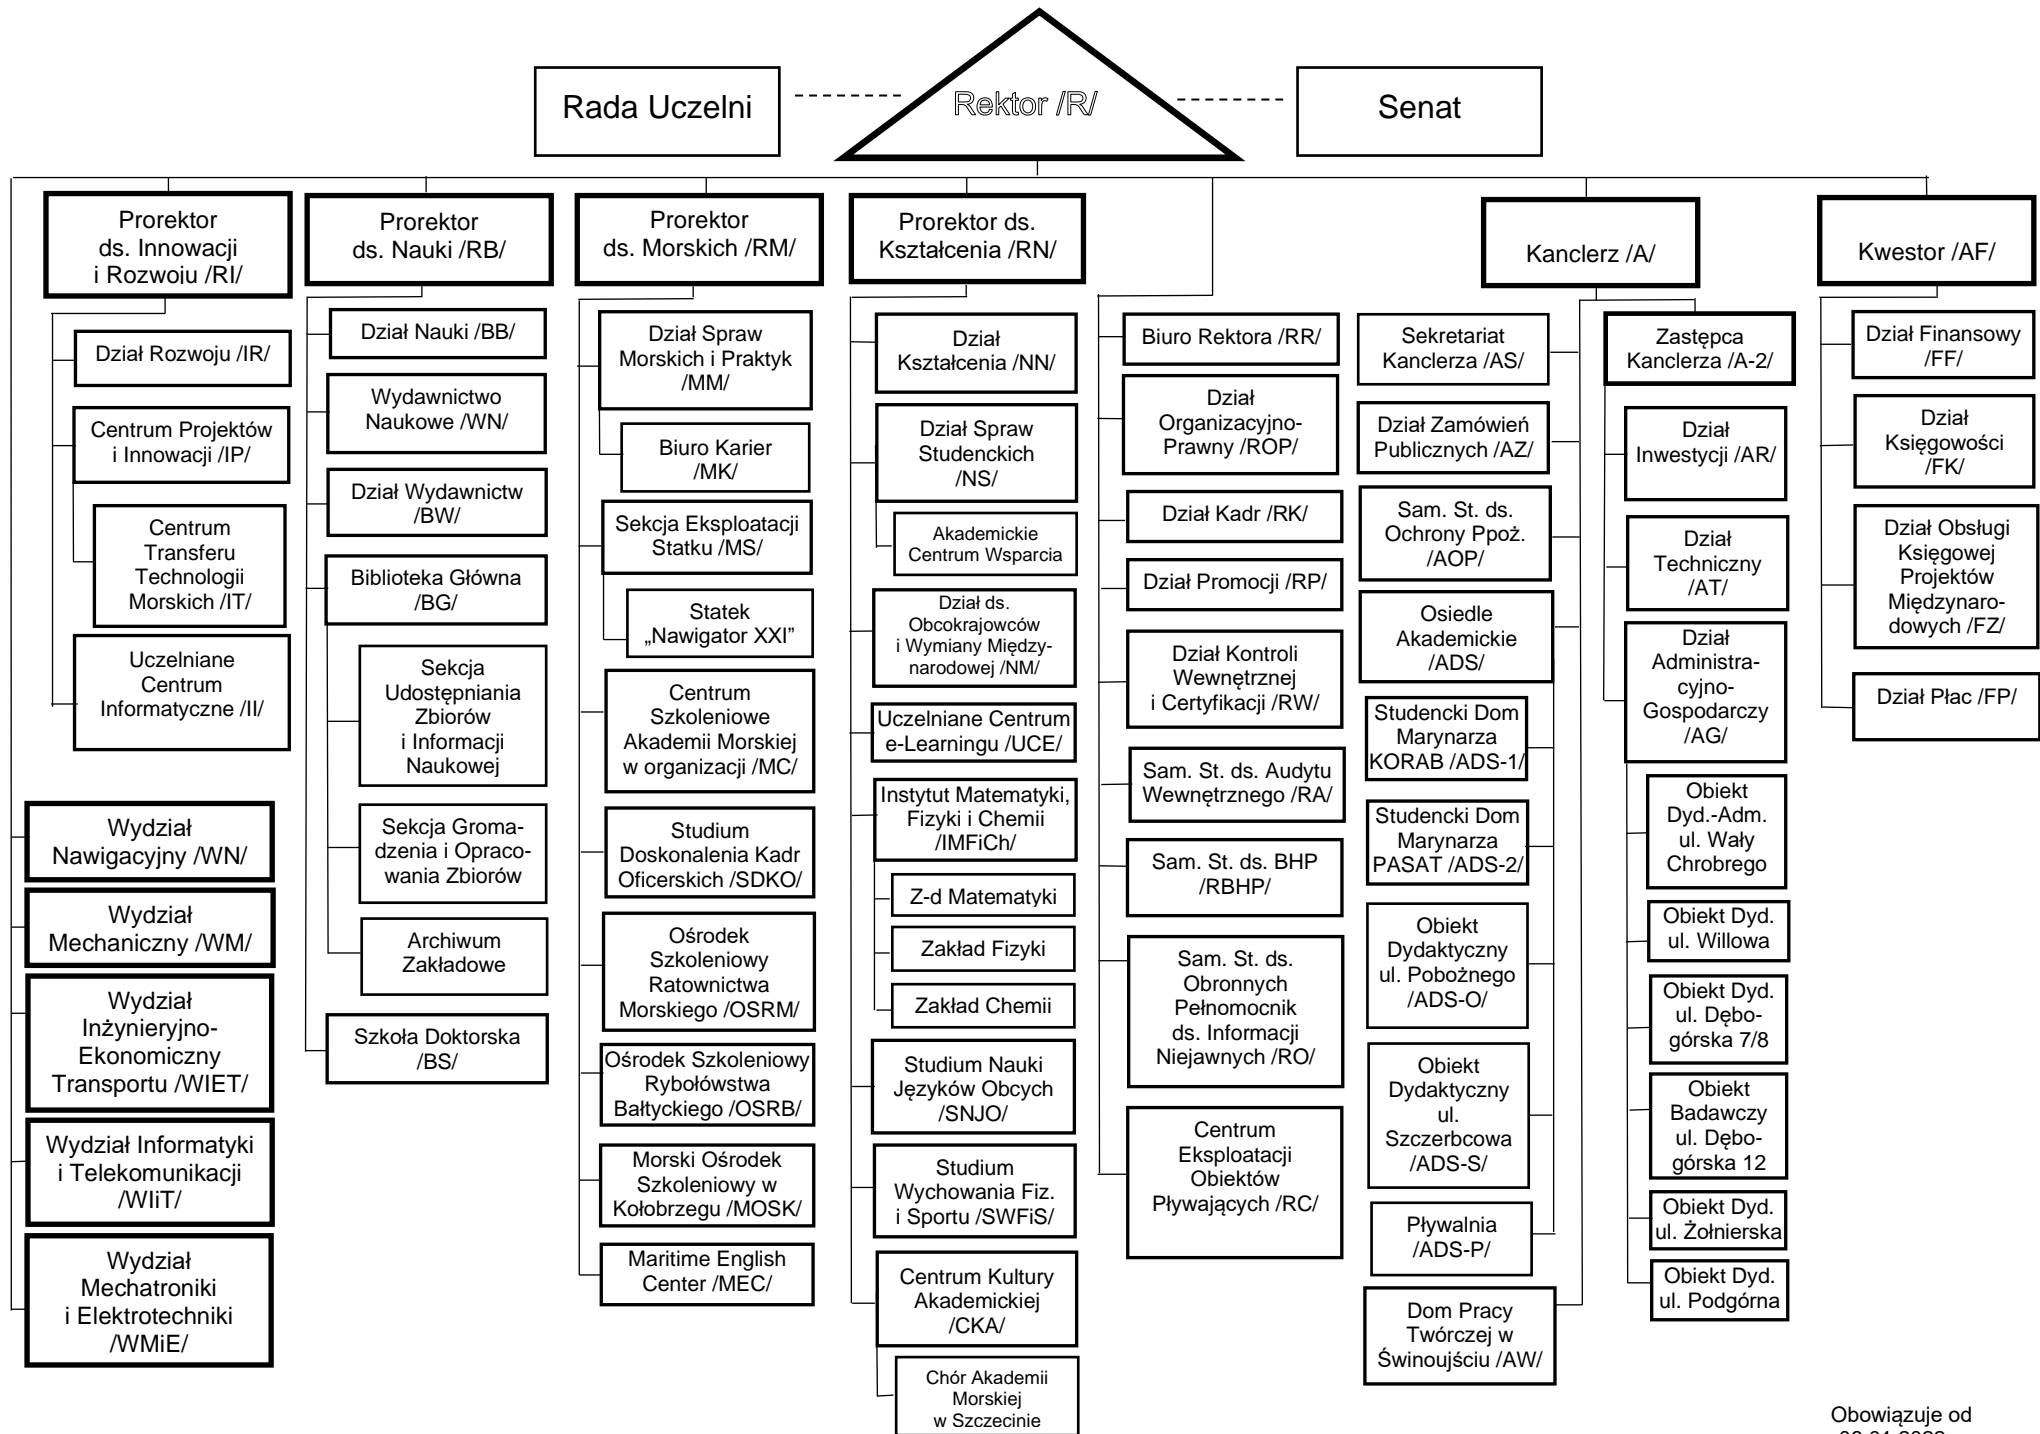 Rada Uczelni
Rektor /R/
Senat
Prorektor
ds. Innowacji
i Rozwoju /RI/
Prorektor
ds. Nauki /RB/
Prorektor
ds. Morskich /RM/
Prorektor ds.
Kształcenia /RN/
Kanclerz /A/
Kwestor /AF/
Dział Rozwoju /IR/
Centrum Projektów
i Innowacji /IP/
Centrum
Transferu
Technologii
Morskich /IT/
Uczelniane
Centrum
Informatyczne /II/
Wydział
Nawigacyjny /WN/
Wydział
Mechaniczny /WM/
Wydział
Inżynieryjno-
Ekonomiczny
Transportu /WIET/
Wydział Informatyki
i Telekomunikacji
/WIiT/
Wydział
Mechatroniki
i Elektrotechniki
/WMiE/
Dział Nauki /BB/
Wydawnictwo
Naukowe /WN/
Dział Wydawnictw
/BW/
Biblioteka Główna
/BG/
Sekcja
Udostępniania
Zbiorów
i Informacji
Naukowej
Sekcja Groma-
dzenia i Opraco-
wania Zbiorów
Archiwum
Zakładowe
Szkoła Doktorska
/BS/
Dział Spraw
Morskich i Praktyk
/MM/
Biuro Karier
/MK/
Sekcja Eksploatacji
Statku /MS/
Statek
„Nawigator XXI”
Centrum
Szkoleniowe
Akademii Morskiej
w organizacji /MC/
Studium
Doskonalenia Kadr
Oficerskich /SDKO/
Ośrodek
Szkoleniowy
Ratownictwa
Morskiego /OSRM/
Ośrodek Szkoleniowy
Rybołówstwa
Bałtyckiego /OSRB/
Morski Ośrodek
Szkoleniowy w
Kołobrzegu /MOSK/
Maritime English
Center /MEC/
Dział
Kształcenia /NN/
Dział Spraw
Studenckich
/NS/
Akademickie
Centrum Wsparcia
Dział ds.
Obcokrajowców
i Wymiany Między-
narodowej /NM/
Uczelniane Centrum
e-Learningu /UCE/
Instytut Matematyki,
Fizyki i Chemii
/IMFiCh/
Z-d Matematyki
Zakład Fizyki
Zakład Chemii
Studium Nauki
Języków Obcych
/SNJO/
Studium
Wychowania Fiz.
i Sportu /SWFiS/
Centrum Kultury
Akademickiej
/CKA/
Chór Akademii
Morskiej
w Szczecinie
Biuro Rektora /RR/
Dział
Organizacyjno-
Prawny /ROP/
Dział Kadr /RK/
Dział Promocji /RP/
Dział Kontroli
Wewnętrznej
i Certyfikacji /RW/
Sam. St. ds. Audytu
Wewnętrznego /RA/
Sam. St. ds. BHP
/RBHP/
Sam. St. ds.
Obronnych
Pełnomocnik
ds. Informacji
Niejawnych /RO/
Centrum
Eksploatacji
Obiektów
Pływających /RC/
Sekretariat
Kanclerza /AS/
Dział Zamówień
Publicznych /AZ/
Sam. St. ds.
Ochrony Ppoż.
/AOP/
Osiedle
Akademickie
/ADS/
Studencki Dom
Marynarza
KORAB /ADS-1/
Studencki Dom
Marynarza
PASAT /ADS-2/
Obiekt
Dydaktyczny
ul. Pobożnego
/ADS-O/
Obiekt
Dydaktyczny
ul.
Szczerbcowa
/ADS-S/
Pływalnia
/ADS-P/
Dom Pracy
Twórczej w
Świnoujściu /AW/
Zastępca
Kanclerza /A-2/
Dział
Inwestycji /AR/
Dział
Techniczny
/AT/
Dział
Administra-
cyjno-
Gospodarczy
/AG/
Obiekt
Dyd.-Adm.
ul. Wały
Chrobrego
Obiekt Dyd.
ul. Willowa
Obiekt Dyd.
ul. Dębo-
górska 7/8
Obiekt
Badawczy
ul. Dębo-
górska 12
Obiekt Dyd.
ul. Żołnierska
Obiekt Dyd.
ul. Podgórna
Dział Finansowy
/FF/
Dział
Księgowości
/FK/
Dział Obsługi
Księgowej
Projektów
Międzynaro-
dowych /FZ/
Dział Płac /FP/
Obowiązuje od